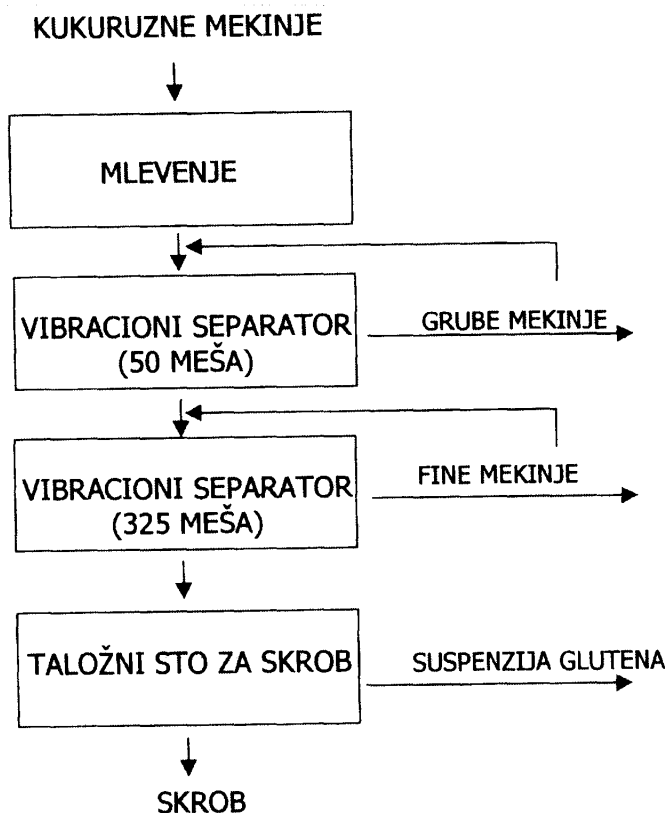 KUKURUZNE MEKINJE
MLEVENJE
VIBRACIONI SEPARATOR
(50 MEŠA)
GRUBE MEKINJE
VIBRACIONI SEPARATOR
(325 MEŠA)
FINE MEKINJE
TALOŽNI STO ZA SKROB
SUSPENZIJA GLUTENA
SKROB